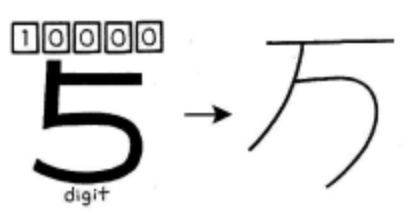 10000
5 → 万
digit